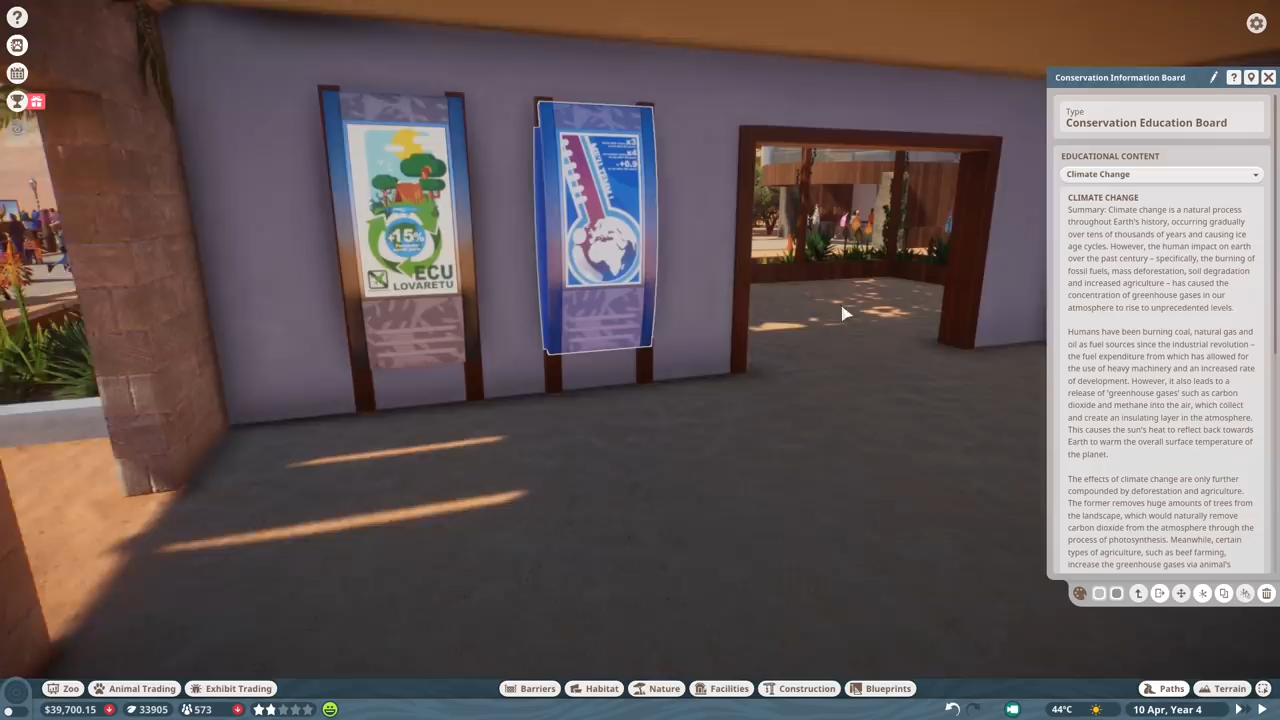 Conservation Information Board
Type
Conservation Education Board
EDUCATIONAL CONTENT
Climate Change
CLIMATE CHANGE
Summary: Climate change is a natural process
throughout Earth's history, occurring gradually
over tens of thousands of years and causing ice
age cycles. However, the human impact on earth
over the past century – specifically, the burning of
fossil fuels, mass deforestation, soil degradation
and increased agriculture – has caused the
concentration of greenhouse gases in our
atmosphere to rise to unprecedented levels.
Humans have been burning coal, natural gas and
oil as fuel sources since the industrial revolution –
the fuel expenditure from which has allowed for
the use of heavy machinery and an increased rate
of development. However, it also leads to a
release of 'greenhouse gases' such as carbon
dioxide and methane into the air, which collect
and create an insulating layer in the atmosphere.
This causes the sun's heat to reflect back towards
Earth to warm the overall surface temperature of
the planet.
The effects of climate change are only further
compounded by deforestation and agriculture.
The former removes huge amounts of trees from
the landscape, which would naturally remove
carbon dioxide from the atmosphere through the
process of photosynthesis. Meanwhile, certain
types of agriculture, such as beef farming,
increase the greenhouse gases via animal's
+15%
ECU
LOVARETU
x3
x4
+0.9
Zoo
Animal Trading
Exhibit Trading
Barriers
Habitat
Nature
Facilities
Construction
Blueprints
Paths
Terrain
$39,700.15
33905
573
44°C
10 Apr, Year 4